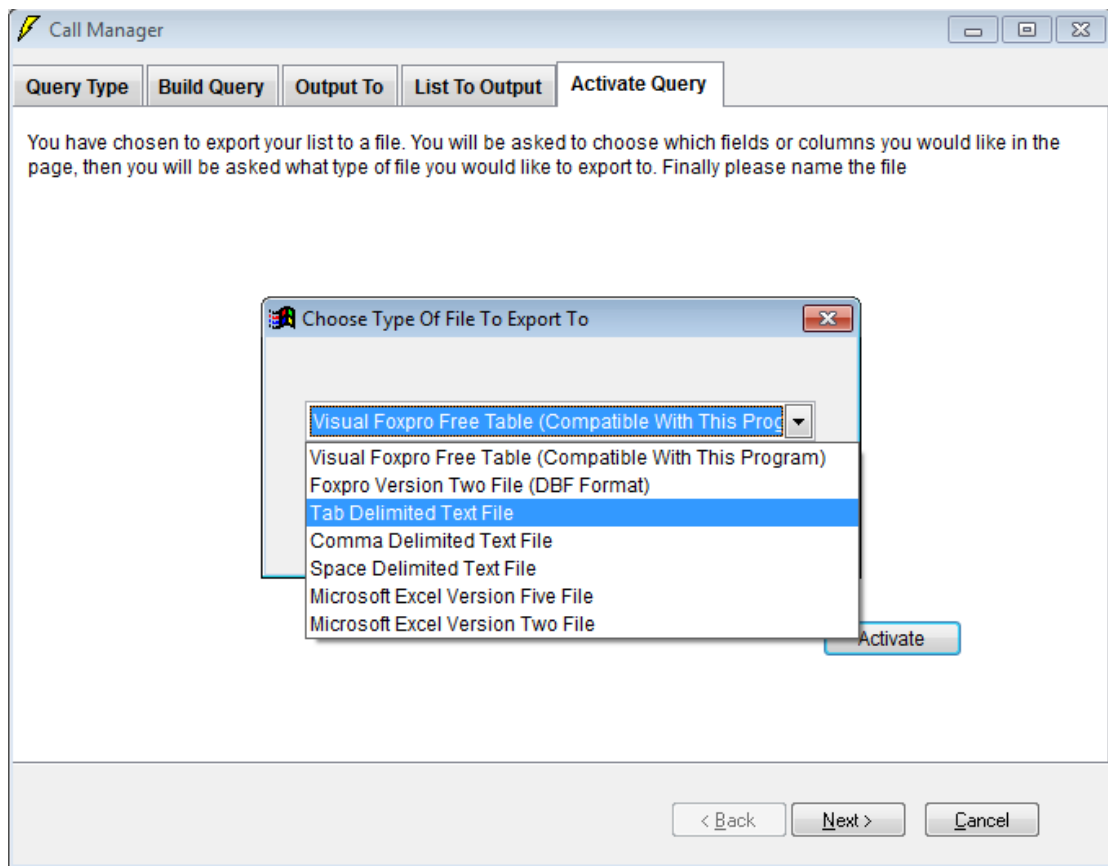 Call Manager
Query Type Build Query Output To List To Output Activate Query
You have chosen to export your list to a file. You will be asked to choose which fields or columns you would like in the
page, then you will be asked what type of file you would like to export to. Finally please name the file
Choose Type Of File To Export To
Visual Foxpro Free Table (Compatible With This Prog
Visual Foxpro Free Table (Compatible With This Program)
Foxpro Version Two File (DBF Format)
Tab Delimited Text File
Comma Delimited Text File
Space Delimited Text File
Microsoft Excel Version Five File
Microsoft Excel Version Two File
Activate
< Back Next > Cancel